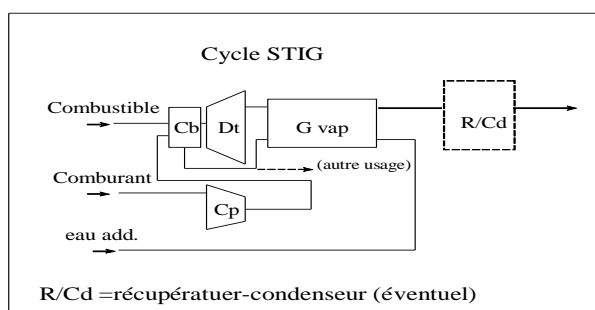 Cycle STIG
Combustible
Cb
Dt
G vap
R/Cd
(autre usage)
Comburant
Cp
eau add.
R/Cd =récupératuer-condenseur (éventuel)